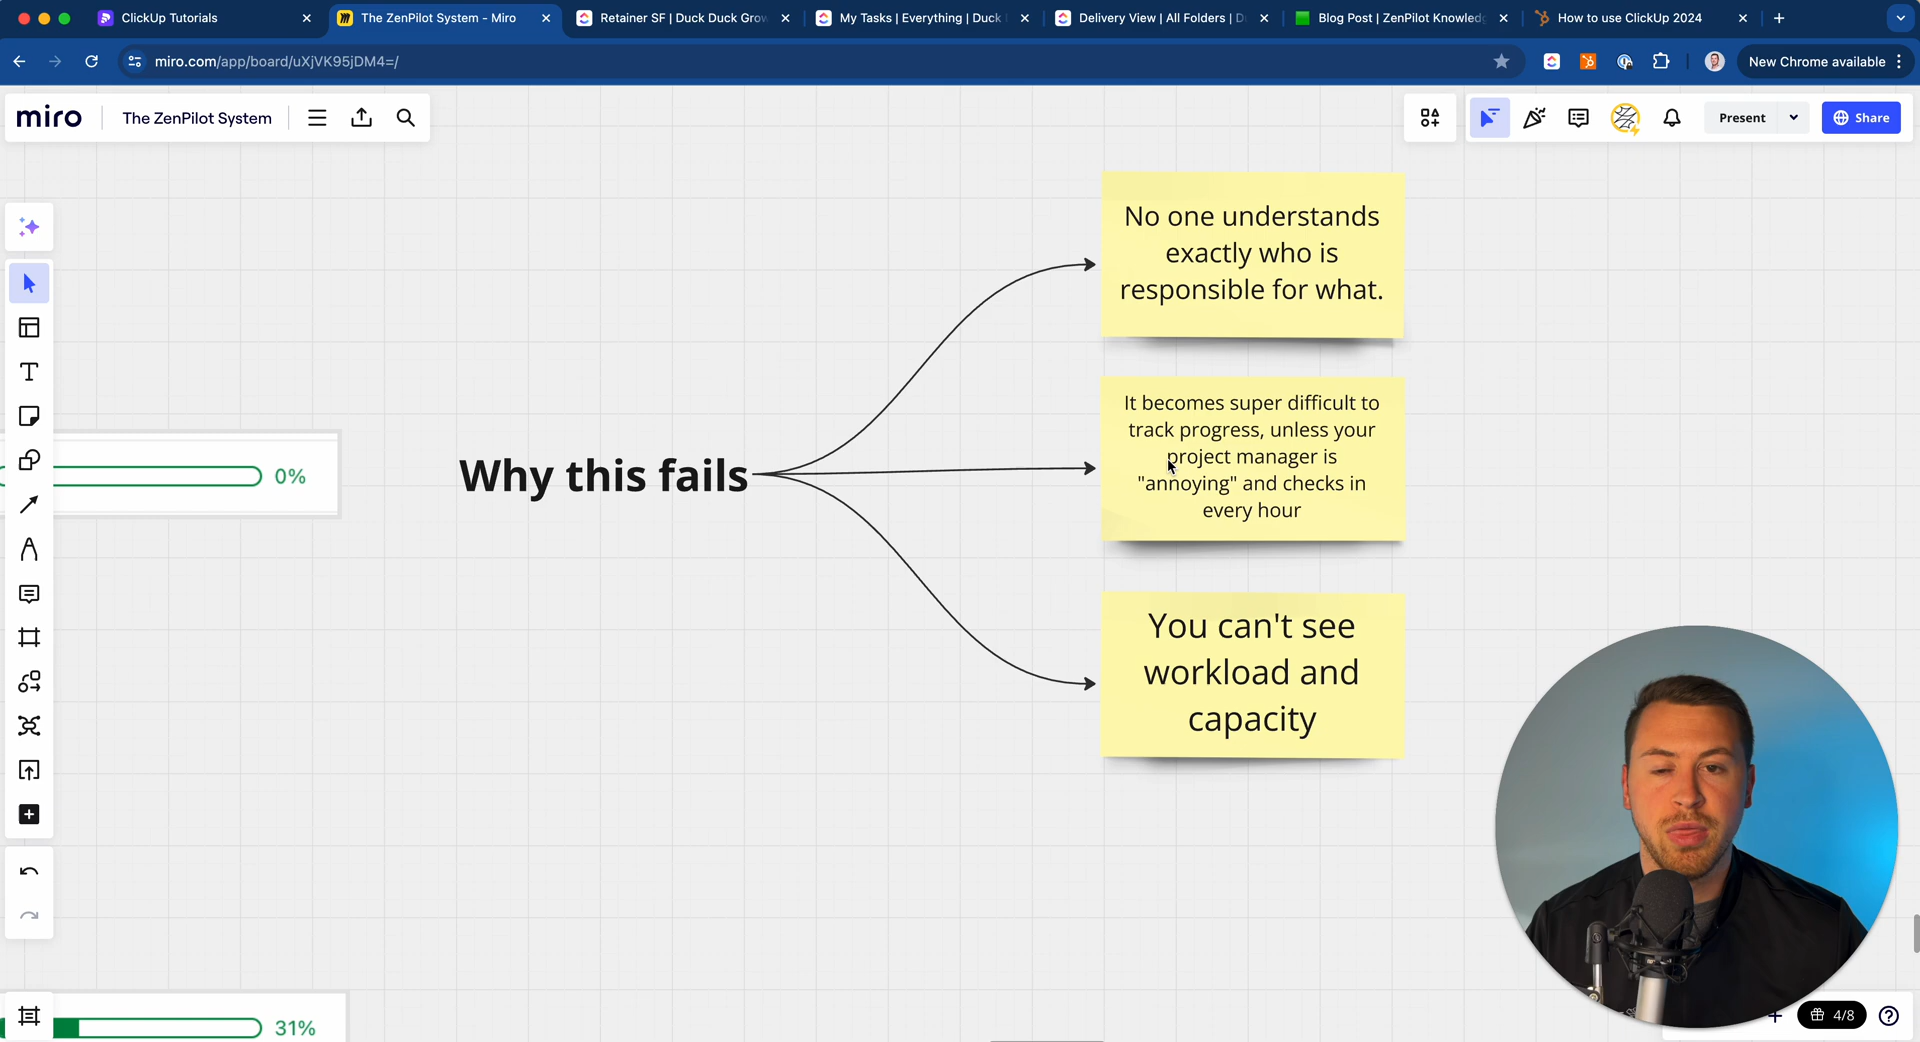 ClickUp Tutorials
The ZenPilot System - Miro
Retainer SF | Duck Duck Grow
My Tasks | Everything | Duck
Delivery View | All Folders | D
Blog Post | ZenPilot Knowled
How to use ClickUp 2024
miro.com/app/board/uXjVK95jDM4=/
New Chrome available
miro
The ZenPilot System
Present
Share
No one understands
exactly who is
responsible for what.
It becomes super difficult to
track progress, unless your
project manager is
"annoying" and checks in
every hour
Why this fails
0%
You can't see
workload and
capacity
31%
4/8